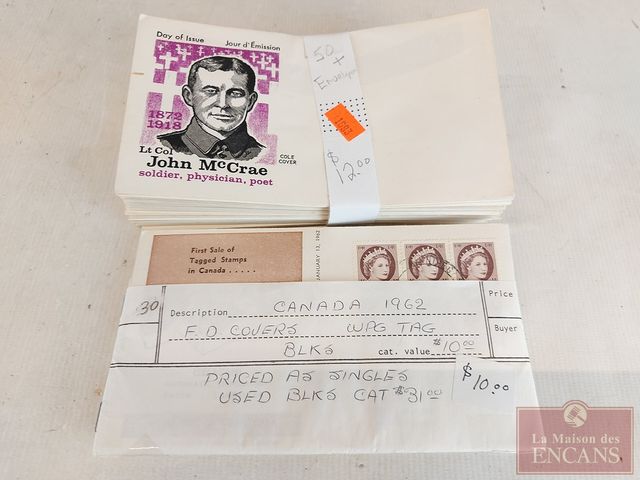 Day of Issue Jour d'Émission
1872
1918
Lt Col
John McCrae
soldier, physician, poet
COLE
COVER
50
+
$12.00
First Sale of
Tagged Stamps
in Canada .....
JANUARY 13, 1962
30
Description CANADA 1962
F.D COVERS WPG TAG
BLKS cat. value $10.00
Price
Buyer
PRICED AS SINGLES
USED BLKS CAT $31.00
$10.00
La Maison des
ENCANS